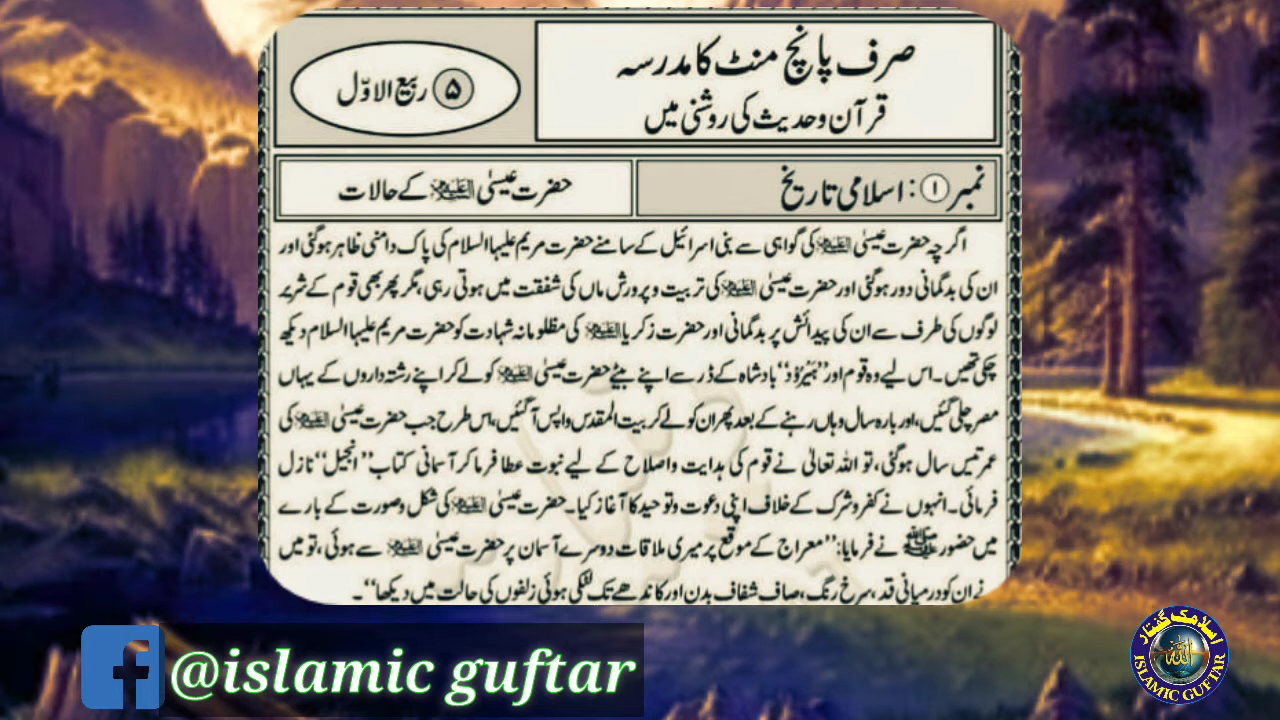 صرف پانچ منٹ کا مدرسہ
قرآن و حدیث کی روشنی میں
۵ ربیع الاوّل
نمبر ۱: اسلامی تاریخ
حضرت عیسیٰ علیہ السلام کے حالات
اگرچہ حضرت عیسیٰ علیہ السلام کی گواہی سے بنی اسرائیل کے سامنے حضرت مریم علیہا السلام کی پاک دامنی ظاہر ہوگئی اور
ان کی بدگمانی دور ہوگئی اور حضرت عیسیٰ علیہ السلام کی تربیت و پرورش ماں کی شفقت میں ہوتی رہی، مگر پھر بھی قوم کے شریر
لوگوں کی طرف سے ان کی پیدائش پر بدگمانی اور حضرت زکریا علیہ السلام کی مظلومانہ شہادت کو حضرت مریم علیہا السلام دیکھ
چکی تھیں۔ اس لیے وہ قوم اور ”ہَیْرُوْد“ بادشاہ کے ڈر سے اپنے بیٹے حضرت عیسیٰ علیہ السلام کو لے کر اپنے رشتہ داروں کے یہاں
مصر چلی گئیں، اور بارہ سال وہاں رہنے کے بعد پھر ان کو لے کر بیت المقدس واپس آگئیں، اس طرح جب حضرت عیسیٰ علیہ السلام کی
عمر تیس سال ہوگئی، تو اللہ تعالیٰ نے قوم کی ہدایت واصلاح کے لیے نبوت عطا فرما کر آسمانی کتاب ”انجیل“ نازل
فرمائی۔ انہوں نے کفر و شرک کے خلاف اپنی دعوت و توحید کا آغاز کیا۔ حضرت عیسیٰ علیہ السلام کی شکل وصورت کے بارے
میں حضور ﷺ نے فرمایا: ”معراج کے موقع پر میری ملاقات دوسرے آسمان پر حضرت عیسیٰ علیہ السلام سے ہوئی، تو میں
نے ان کو درمیانی قد، سرخ رنگ، صاف شفاف بدن اور کاندھے تک لٹکی ہوئی زلفوں کی حالت میں دیکھا“۔
@islamic guftar
اسلامک گفتار
الله
ISLAMIC GUFTAR